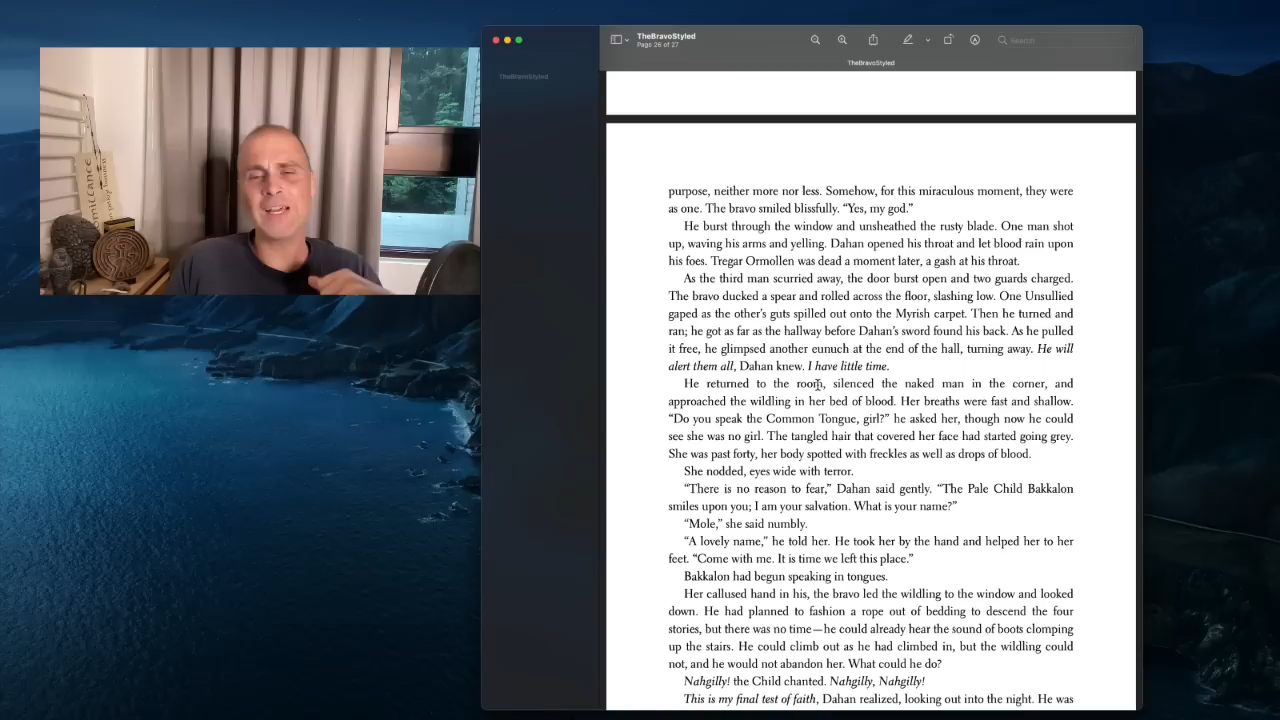 TheBravoStyled
Page 26 of 27
Search
TheBravoStyled
TheBravoStyled
purpose, neither more nor less. Somehow, for this miraculous moment, they were
as one. The bravo smiled blissfully. “Yes, my god.”
He burst through the window and unsheathed the rusty blade. One man shot
up, waving his arms and yelling. Dahan opened his throat and let blood rain upon
his foes. Tregar Ormollen was dead a moment later, a gash at his throat.
As the third man scurried away, the door burst open and two guards charged.
The bravo ducked a spear and rolled across the floor, slashing low. One Unsullied
gaped as the other’s guts spilled out onto the Myrish carpet. Then he turned and
ran; he got as far as the hallway before Dahan’s sword found his back. As he pulled
it free, he glimpsed another eunuch at the end of the hall, turning away. He will
alert them all, Dahan knew. I have little time.
He returned to the room, silenced the naked man in the corner, and
approached the wildling in her bed of blood. Her breaths were fast and shallow.
“Do you speak the Common Tongue, girl?” he asked her, though now he could
see she was no girl. The tangled hair that covered her face had started going grey.
She was past forty, her body spotted with freckles as well as drops of blood.
She nodded, eyes wide with terror.
“There is no reason to fear,” Dahan said gently. “The Pale Child Bakkalon
smiles upon you; I am your salvation. What is your name?”
“Mole,” she said numbly.
“A lovely name,” he told her. He took her by the hand and helped her to her
feet. “Come with me. It is time we left this place.”
Bakkalon had begun speaking in tongues.
Her callused hand in his, the bravo led the wildling to the window and looked
down. He had planned to fashion a rope out of bedding to descend the four
stories, but there was no time—he could already hear the sound of boots clomping
up the stairs. He could climb out as he had climbed in, but the wildling could
not, and he would not abandon her. What could he do?
Nahgilly! the Child chanted. Nahgilly, Nahgilly!
This is my final test of faith, Dahan realized, looking out into the night. He was